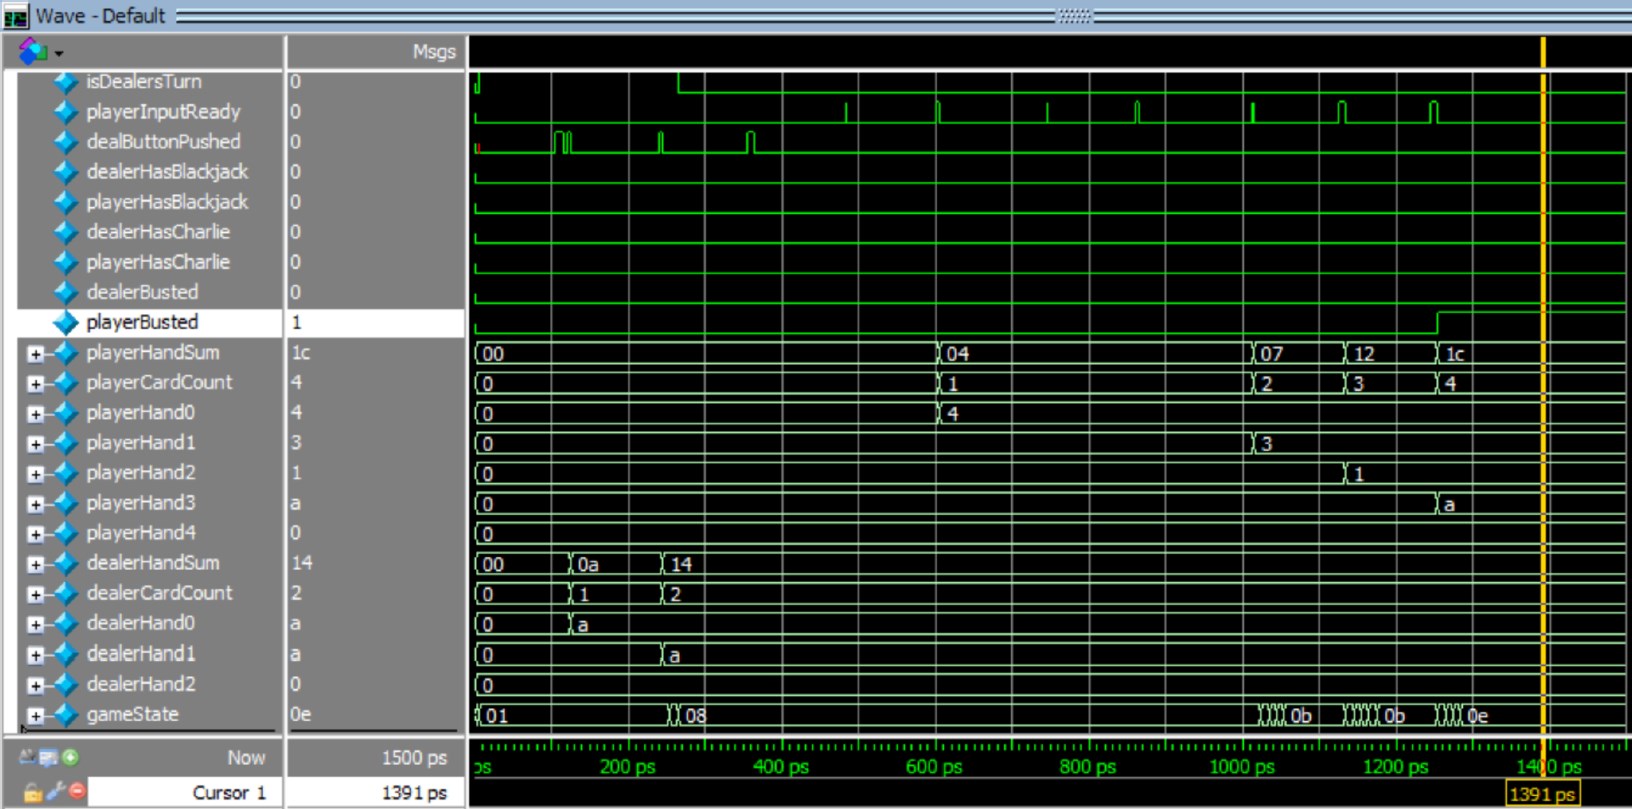 Wave - Default
Msgs
isDealersTurn 0
playerInputReady 0
dealButtonPushed 0
dealerHasBlackjack 0
playerHasBlackjack 0
dealerHasCharlie 0
playerHasCharlie 0
dealerBusted 0
playerBusted 1
playerHandSum 1c 00 04 07 12 1c
playerCardCount 4 0 1 2 3 4
playerHand0 4 0 4
playerHand1 3 0 3
playerHand2 1 0 1
playerHand3 a 0 a
playerHand4 0 0
dealerHandSum 14 00 0a 14
dealerCardCount 2 0 1 2
dealerHand0 a 0 a
dealerHand1 a 0 a
dealerHand2 0 0
gameState 0e 01 08 0b 0b 0e
Now 1500 ps ps 200 ps 400 ps 600 ps 800 ps 1000 ps 1200 ps 1400 ps
Cursor 1 1391 ps 1391 ps